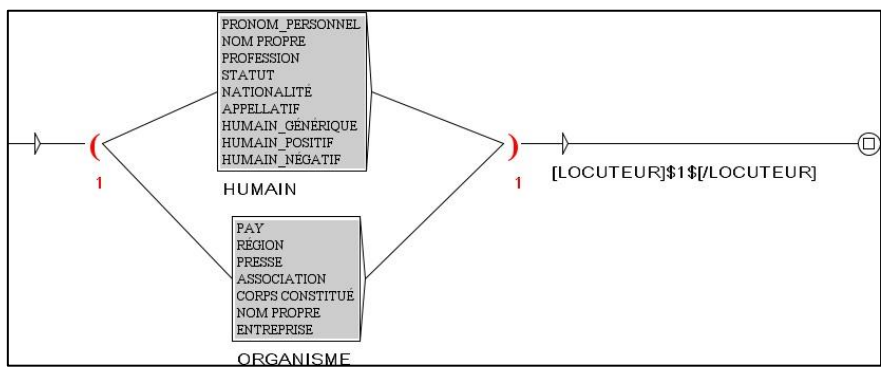 PRONOM_PERSONNEL
NOM PROPRE
PROFESSION
STATUT
NATIONALITÉ
APPELLATIF
HUMAIN_GÉNÉRIQUE
HUMAIN_POSITIF
HUMAIN_NÉGATIF
HUMAIN
(
1
)
1
[LOCUTEUR]$1$[/LOCUTEUR]
PAY
RÉGION
PRESSE
ASSOCIATION
CORPS CONSTITUÉ
NOM PROPRE
ENTREPRISE
ORGANISME